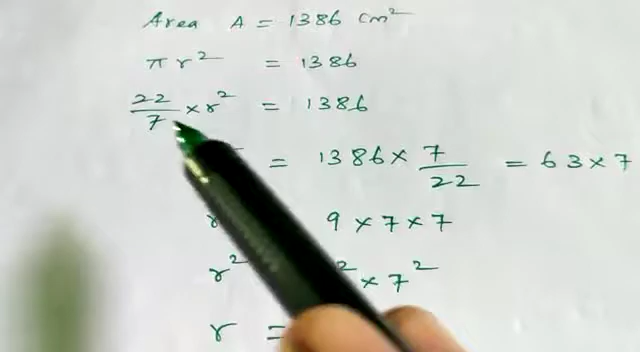 Area A = 1386 cm²
πr² = 1386
22/7 × r² = 1386
= 1386 × 7/22 = 63 × 7
9 × 7 × 7
r² ² × 7²
r =